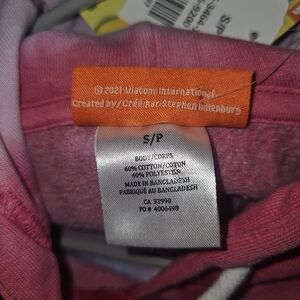 © 2021 Viacom International.
Created by/Créé par Stephen Hillenburg
S/P
BODY/CORPS
60% COTTON/COTON
40% POLYESTER
MADE IN BANGLADESH
FABRIQUÉ AU BANGLADESH
CA 33990
PO # 4006498